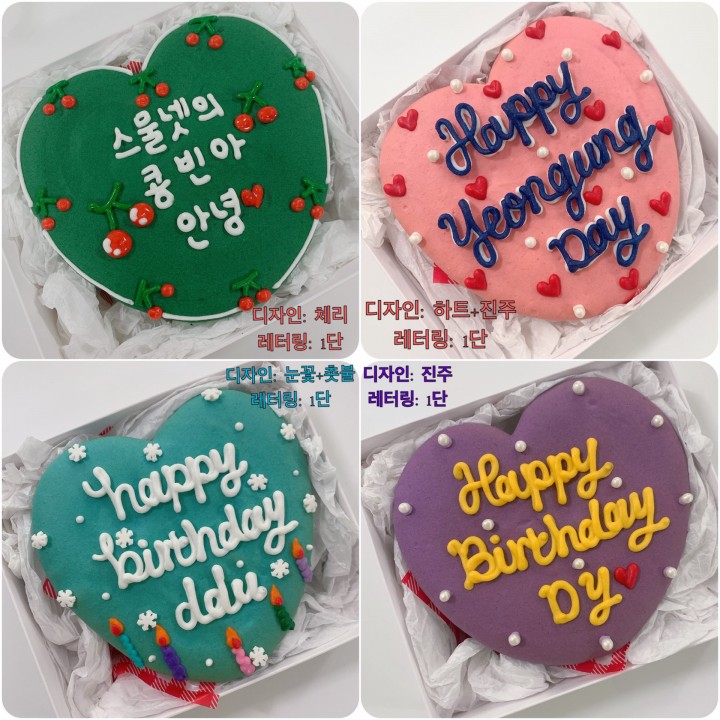 스울넷의
콩빈아
안녕
디자인: 체리
레터링: 1단
Happy
Yeongung
Day
디자인: 하트+진주
레터링: 1단
디자인: 눈꽃+촛불
레터링: 1단
happy
birthday
ddu.
디자인: 진주
레터링: 1단
Happy
Birthday
DY